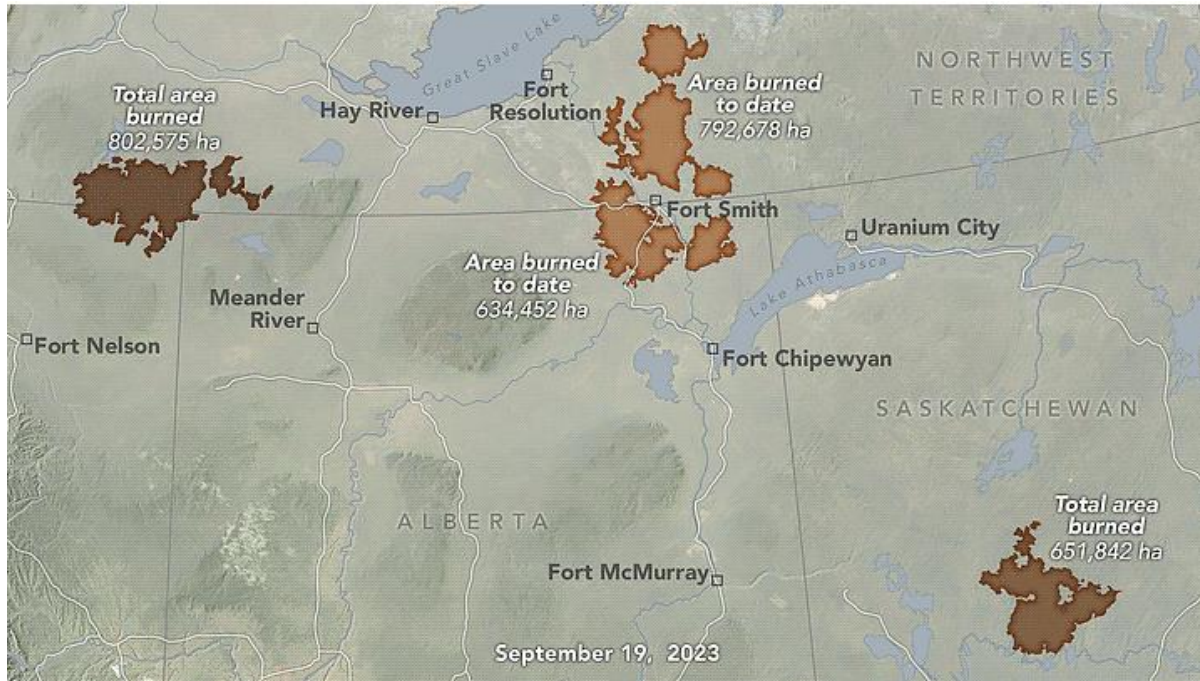 Great Slave Lake
NORTHWEST
TERRITORIES
Total area
burned
802,575 ha
Hay River
Fort
Resolution
Area burned
to date
792,678 ha
Fort Smith
Uranium City
Lake Athabasca
Area burned
to date
634,452 ha
Meander
River
Fort Nelson
Fort Chipewyan
SASKATCHEWAN
ALBERTA
Total area
burned
651,842 ha
Fort McMurray
September 19, 2023